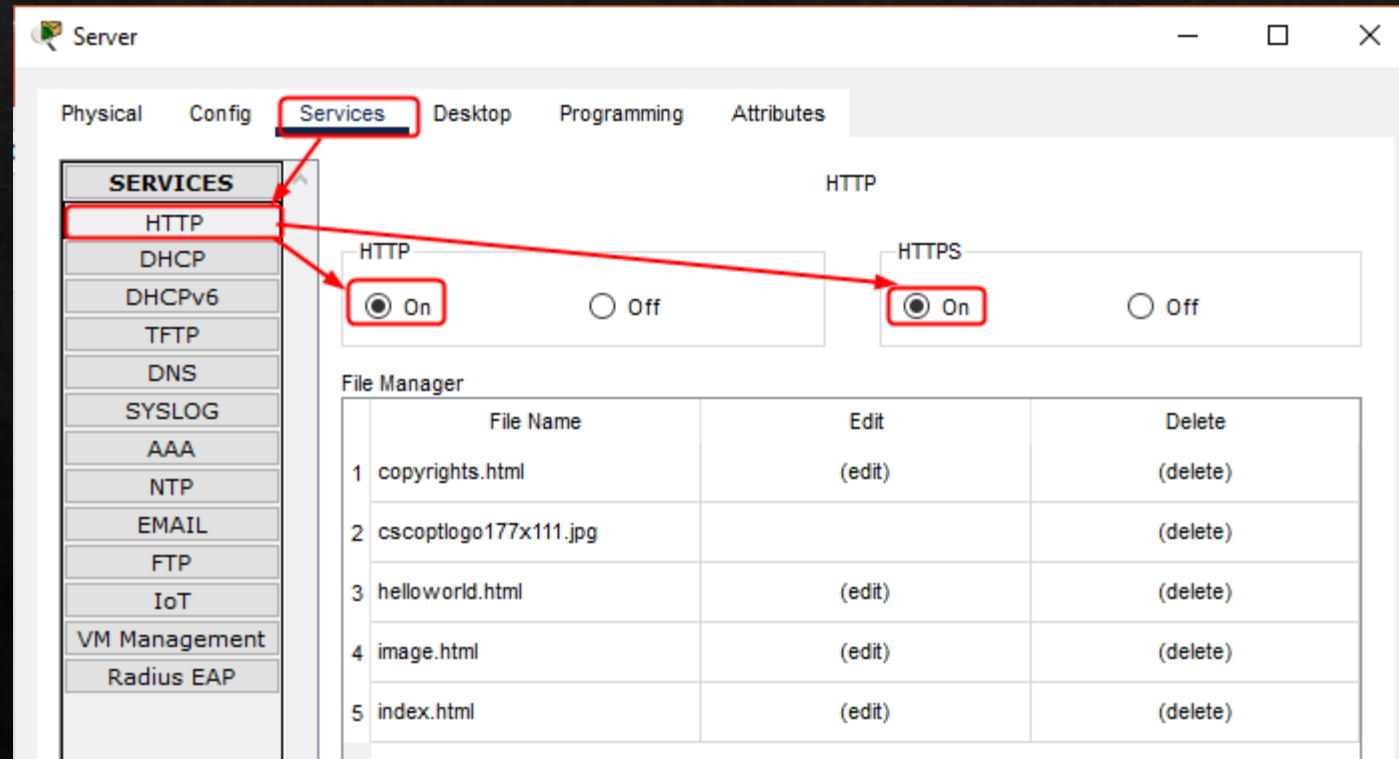 Server
Physical Config Services Desktop Programming Attributes
SERVICES
HTTP
DHCP
DHCPv6
TFTP
DNS
SYSLOG
AAA
NTP
EMAIL
FTP
IoT
VM Management
Radius EAP
HTTP
HTTP
On Off
HTTPS
On Off
File Manager
File Name Edit Delete
1 copyrights.html (edit) (delete)
2 cscoptlogo177x111.jpg (delete)
3 helloworld.html (edit) (delete)
4 image.html (edit) (delete)
5 index.html (edit) (delete)